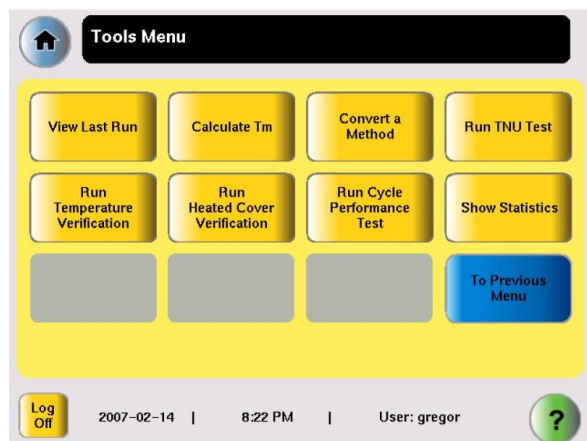 Tools Menu
View Last Run
Calculate Tm
Convert a
Method
Run TNU Test
Run
Temperature
Verification
Run
Heated Cover
Verification
Run Cycle
Performance
Test
Show Statistics
To Previous
Menu
Log
Off
2007-02-14 | 8:22 PM | User: gregor
?